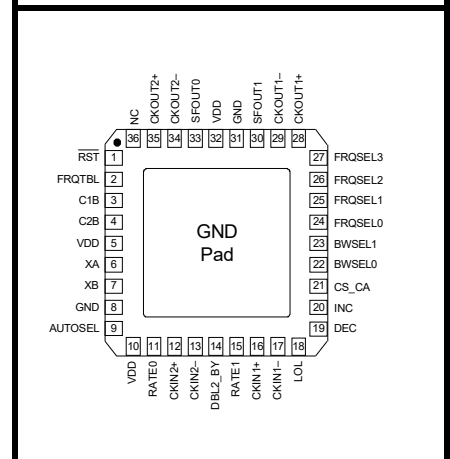 NC
CKOUT2+
CKOUT2–
SFOUT0
VDD
GND
SFOUT1
CKOUT1–
CKOUT1+
36 35 34 33 32 31 30 29 28
RST 1
FRQTBL 2
C1B 3
C2B 4
VDD 5
XA 6
XB 7
GND 8
AUTOSEL 9
GND
Pad
27 FRQSEL3
26 FRQSEL2
25 FRQSEL1
24 FRQSEL0
23 BWSEL1
22 BWSEL0
21 CS_CA
20 INC
19 DEC
10 11 12 13 14 15 16 17 18
VDD
RATE0
CKIN2+
CKIN2–
DBL2_BY
RATE1
CKIN1+
CKIN1–
LOL